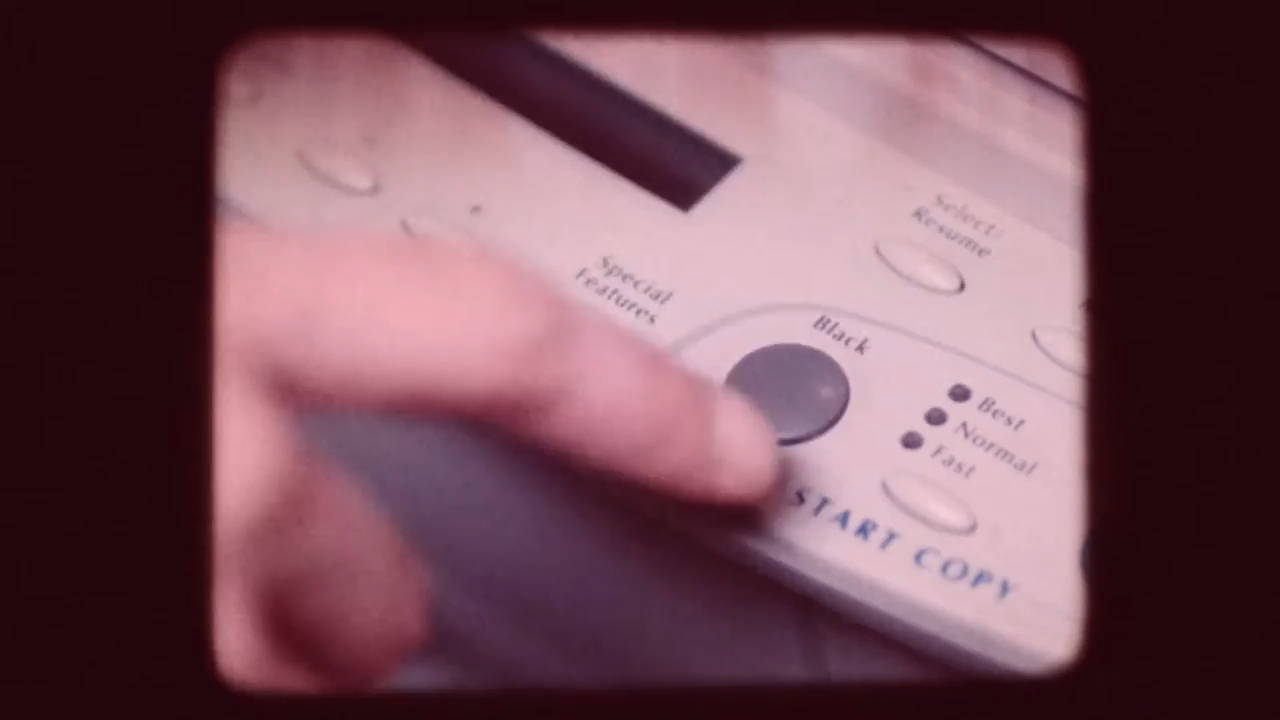 Select/
Resume
Special
Features
Black
Best
Normal
Fast
START COPY